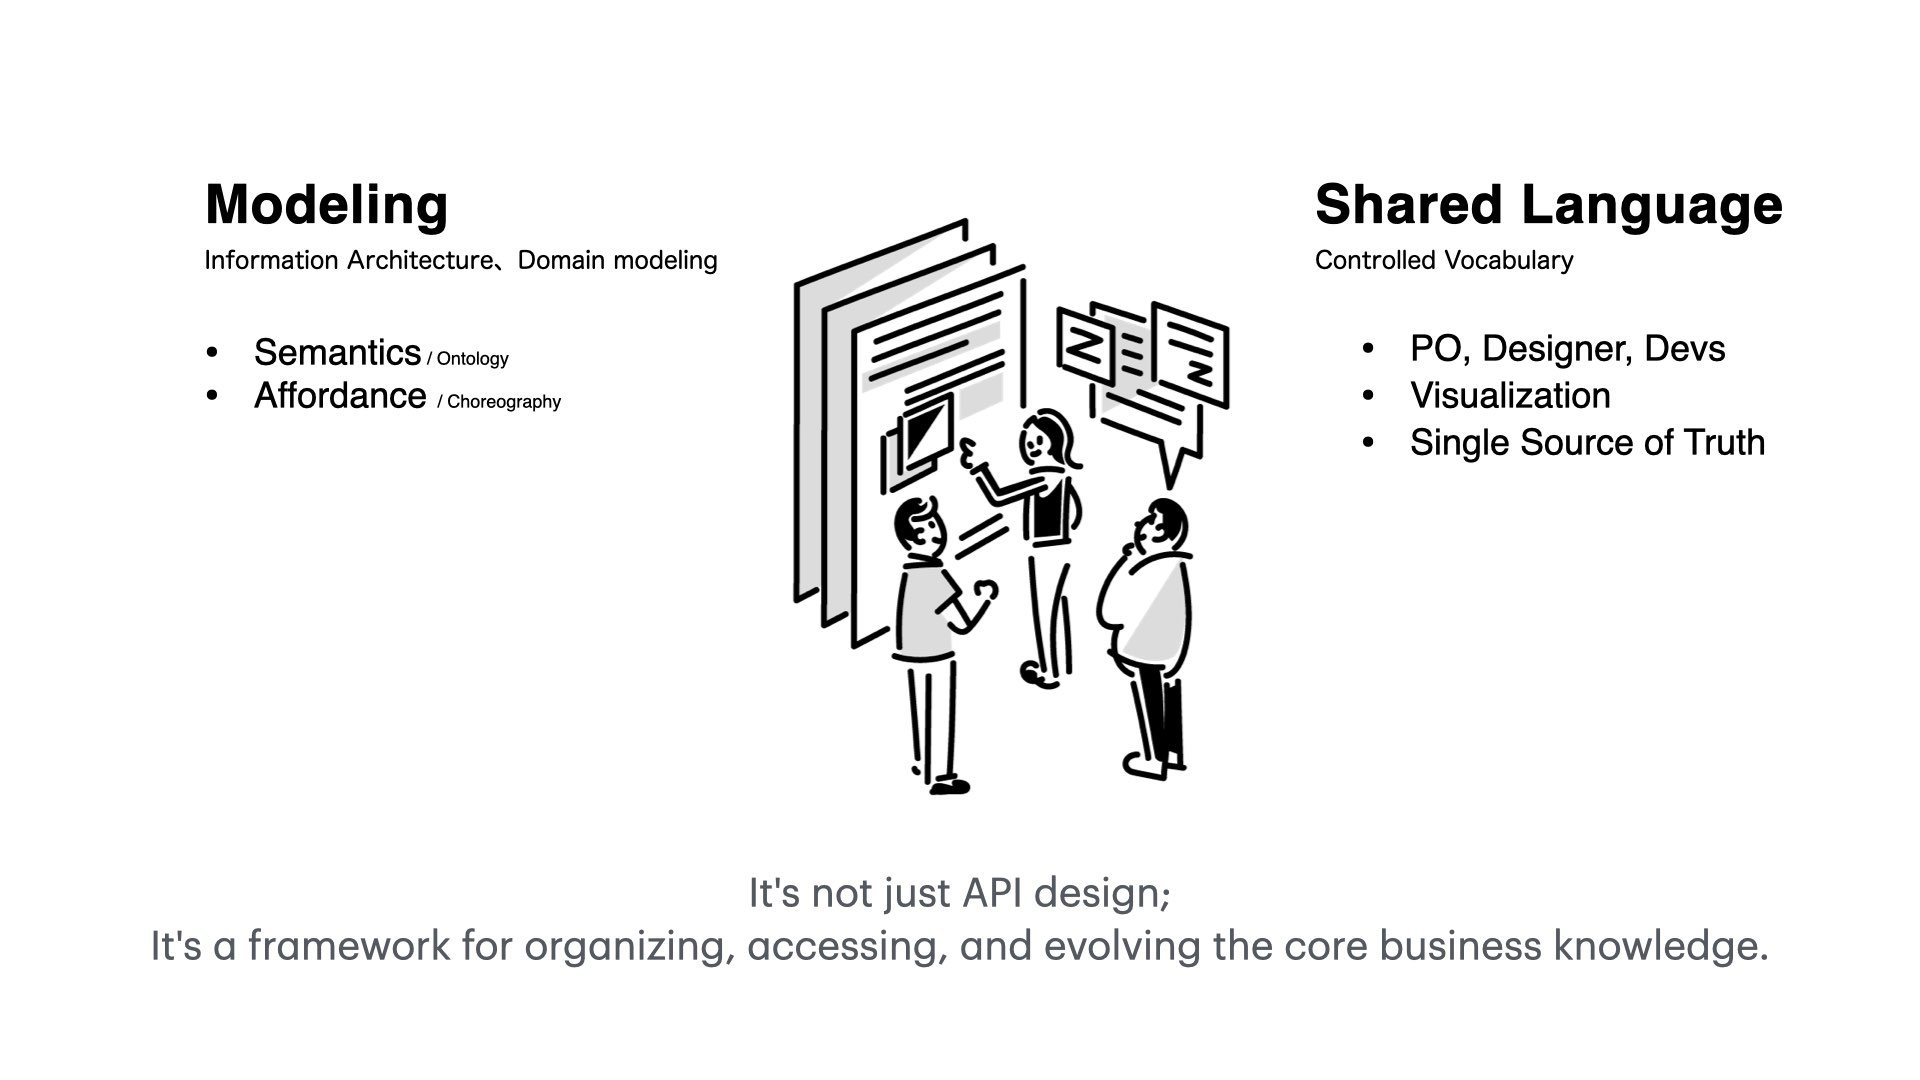 Modeling
Information Architecture、Domain modeling
• Semantics / Ontology
• Affordance / Choreography
Shared Language
Controlled Vocabulary
• PO, Designer, Devs
• Visualization
• Single Source of Truth
It's not just API design;
It's a framework for organizing, accessing, and evolving the core business knowledge.